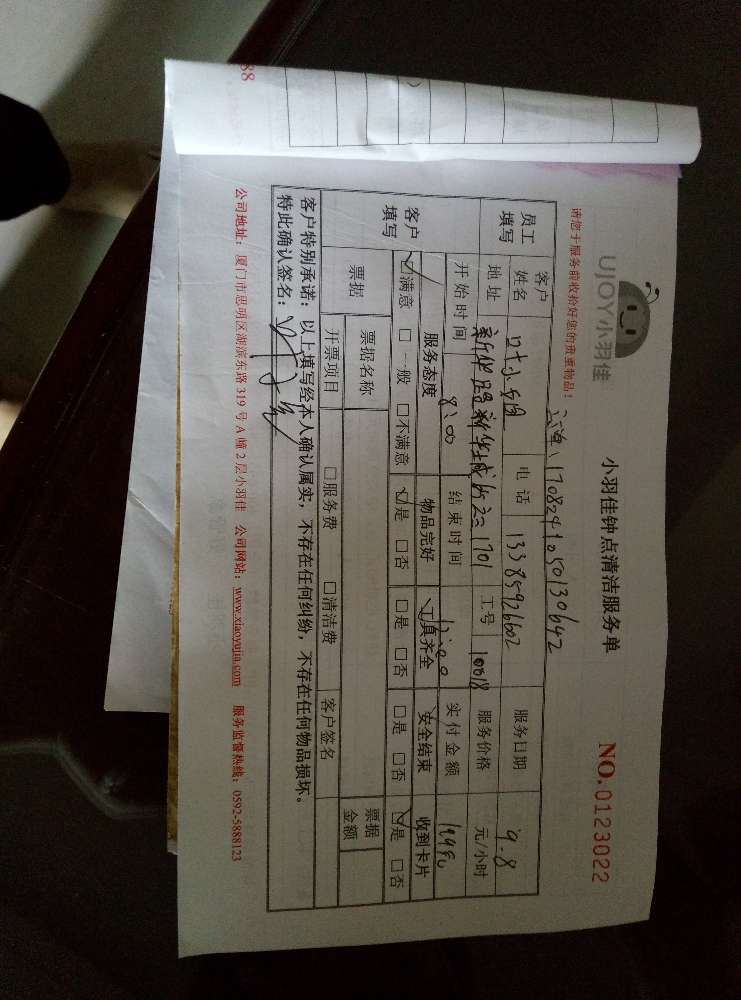 UJOY小羽佳
小羽佳钟点清洁服务单
NO.0123022
请您于服务前收拾好您的贵重物品！
1708241050130642
员工填写
客户姓名
电话 13385926602
服务日期 9.8
地址
1701
工号 10018
服务价格 元/小时
客户填写
开始时间 8:00
结束时间 12:00
实付金额
服务态度 物品完好 工具齐全 安全结束 收到卡片
☑满意 □一般 □不满意 ☑是 □否 □是 □否 □是 □否 ☑是 □否
票据 票据名称 票据金额
开票项目 □服务费 □清洁费 客户签名
客户特别承诺：以上填写经本人确认属实，不存在任何纠纷，不存在任何物品损坏。
特此确认签名：
公司地址：厦门市思明区湖滨东路319号A幢2层小羽佳 公司网站：www.xiaoyujia.com 服务监督热线：0592-5888123
88